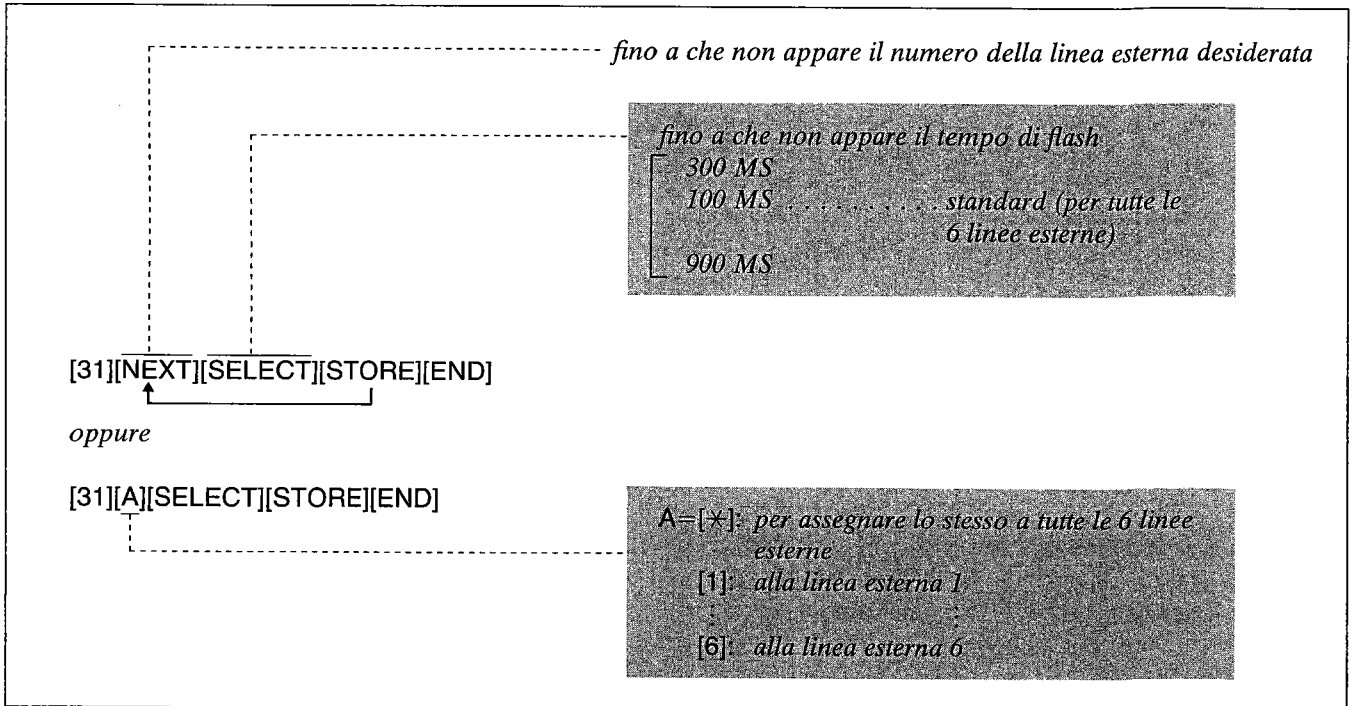 fino a che non appare il numero della linea esterna desiderata
fino a che non appare il tempo di flash
300 MS
100 MS . . . . . . . . . . standard (per tutte le
6 linee esterne)
900 MS
[31][NEXT][SELECT][STORE][END]
oppure
[31][A][SELECT][STORE][END]
A=[✳]: per assegnare lo stesso a tutte le 6 linee
esterne
[1]: alla linea esterna 1
⋮ ⋮
[6]: alla linea esterna 6